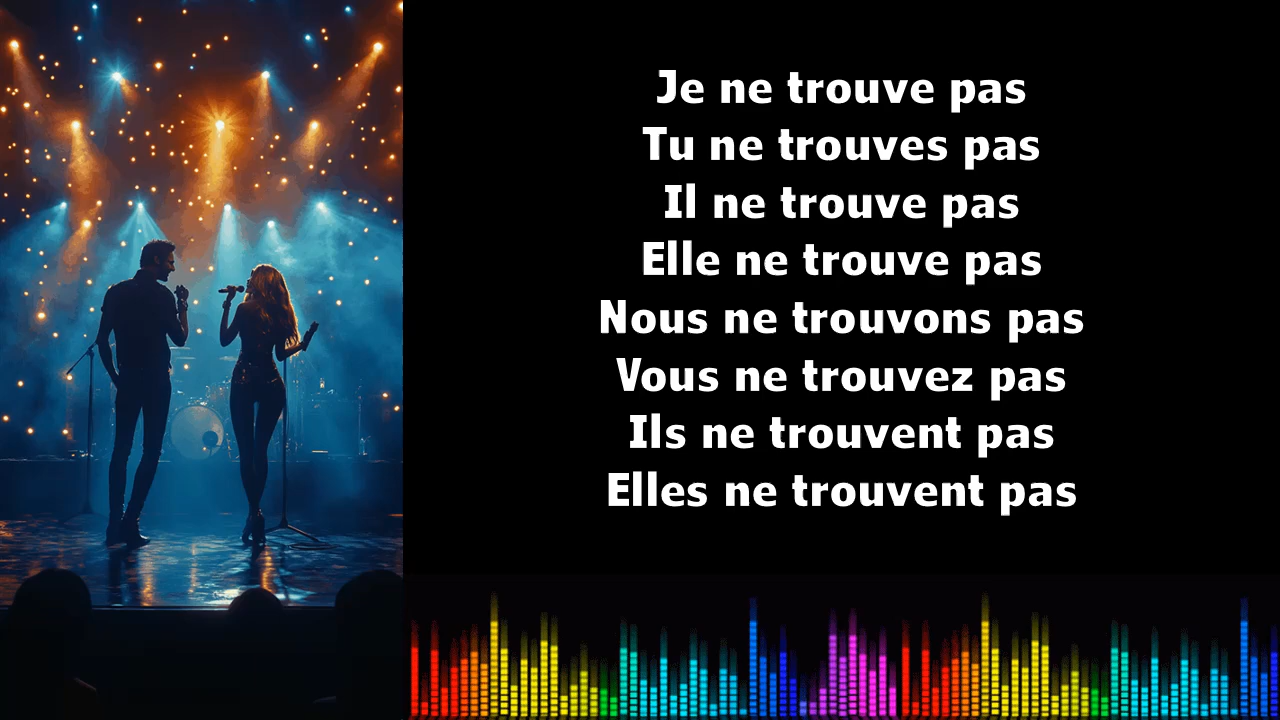 Je ne trouve pas
Tu ne trouves pas
Il ne trouve pas
Elle ne trouve pas
Nous ne trouvons pas
Vous ne trouvez pas
Ils ne trouvent pas
Elles ne trouvent pas